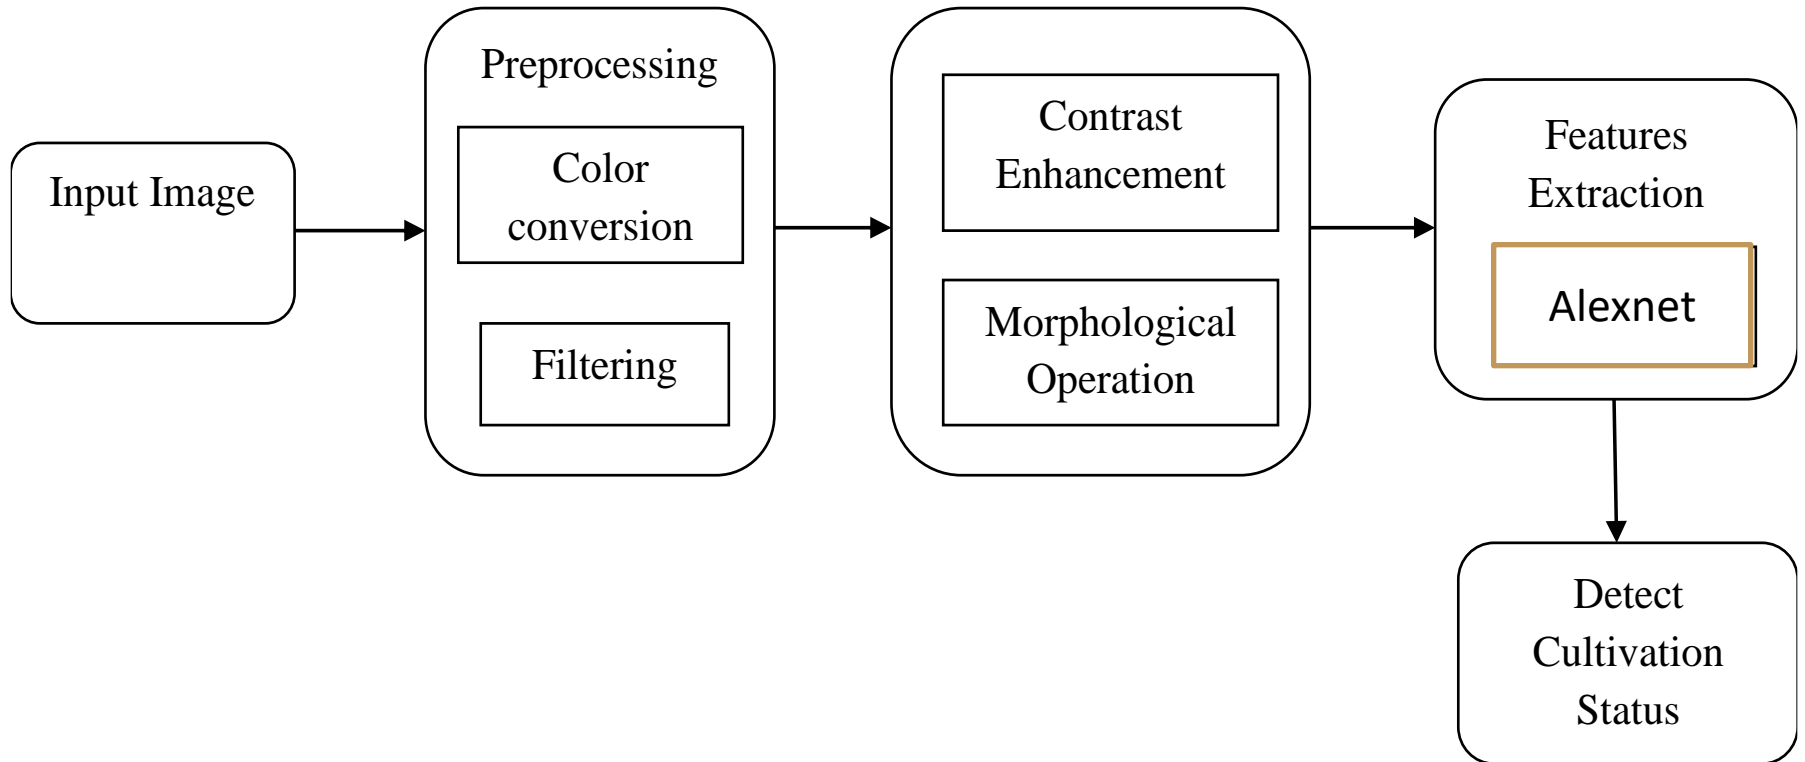 Input Image
Preprocessing
Color
conversion
Filtering
Contrast
Enhancement
Morphological
Operation
Features
Extraction
Alexnet
Detect
Cultivation
Status